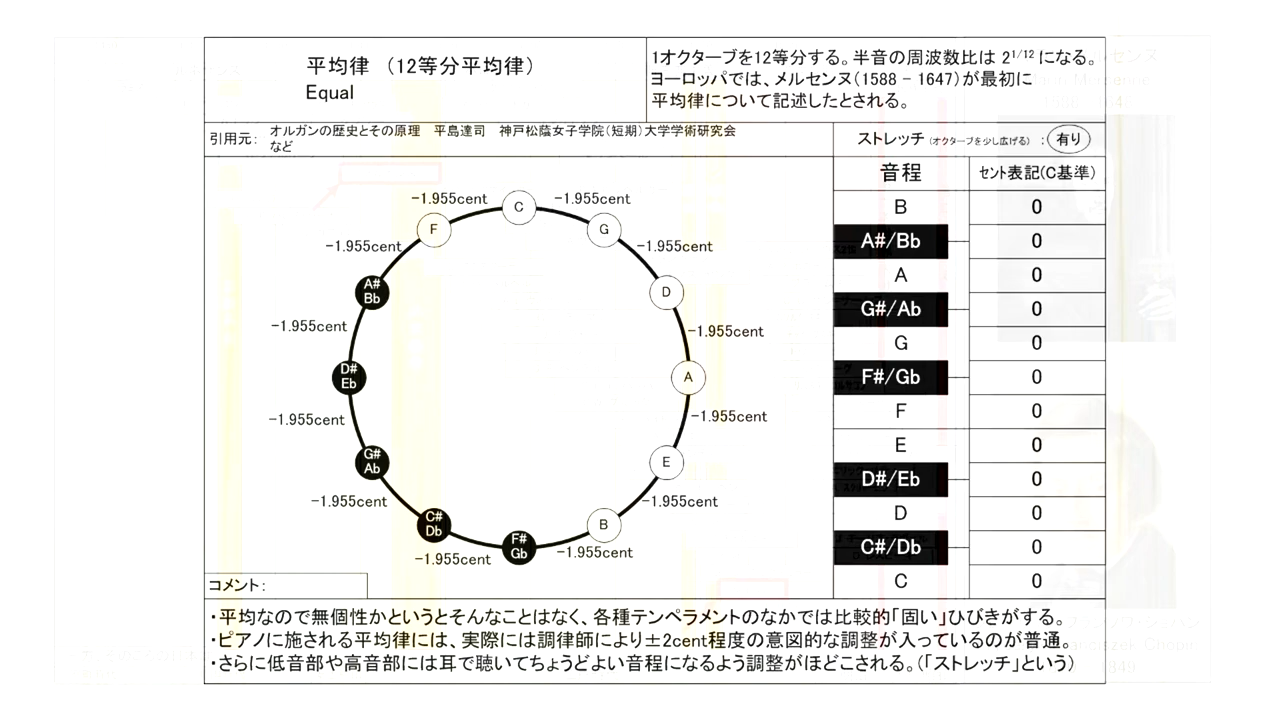 平均律 （12等分平均律）
Equal
1オクターブを12等分する。半音の周波数比は 2^1/12 になる。
ヨーロッパでは、メルセンヌ(1588 - 1647)が最初に
平均律について記述したとされる。
引用元: オルガンの歴史とその原理 平島達司 神戸松蔭女子学院(短期)大学学術研究会
など
ストレッチ (オクターブを少し広げる) : 有り
音程 セント表記(C基準)
B 0
A#/Bb 0
A 0
G#/Ab 0
G 0
F#/Gb 0
F 0
E 0
D#/Eb 0
D 0
C#/Db 0
C 0
-1.955cent C -1.955cent
F G
-1.955cent -1.955cent
A#
Bb
D
-1.955cent -1.955cent
D#
Eb
A
-1.955cent -1.955cent
G#
Ab
E
-1.955cent -1.955cent
C#
Db
B
-1.955cent F#
Gb
-1.955cent
コメント:
・平均なので無個性かというとそんなことはなく、各種テンペラメントのなかでは比較的「固い」ひびきがする。
・ピアノに施される平均律には、実際には調律師により±2cent程度の意図的な調整が入っているのが普通。
・さらに低音部や高音部には耳で聴いてちょうどよい音程になるよう調整がほどこされる。(「ストレッチ」という)